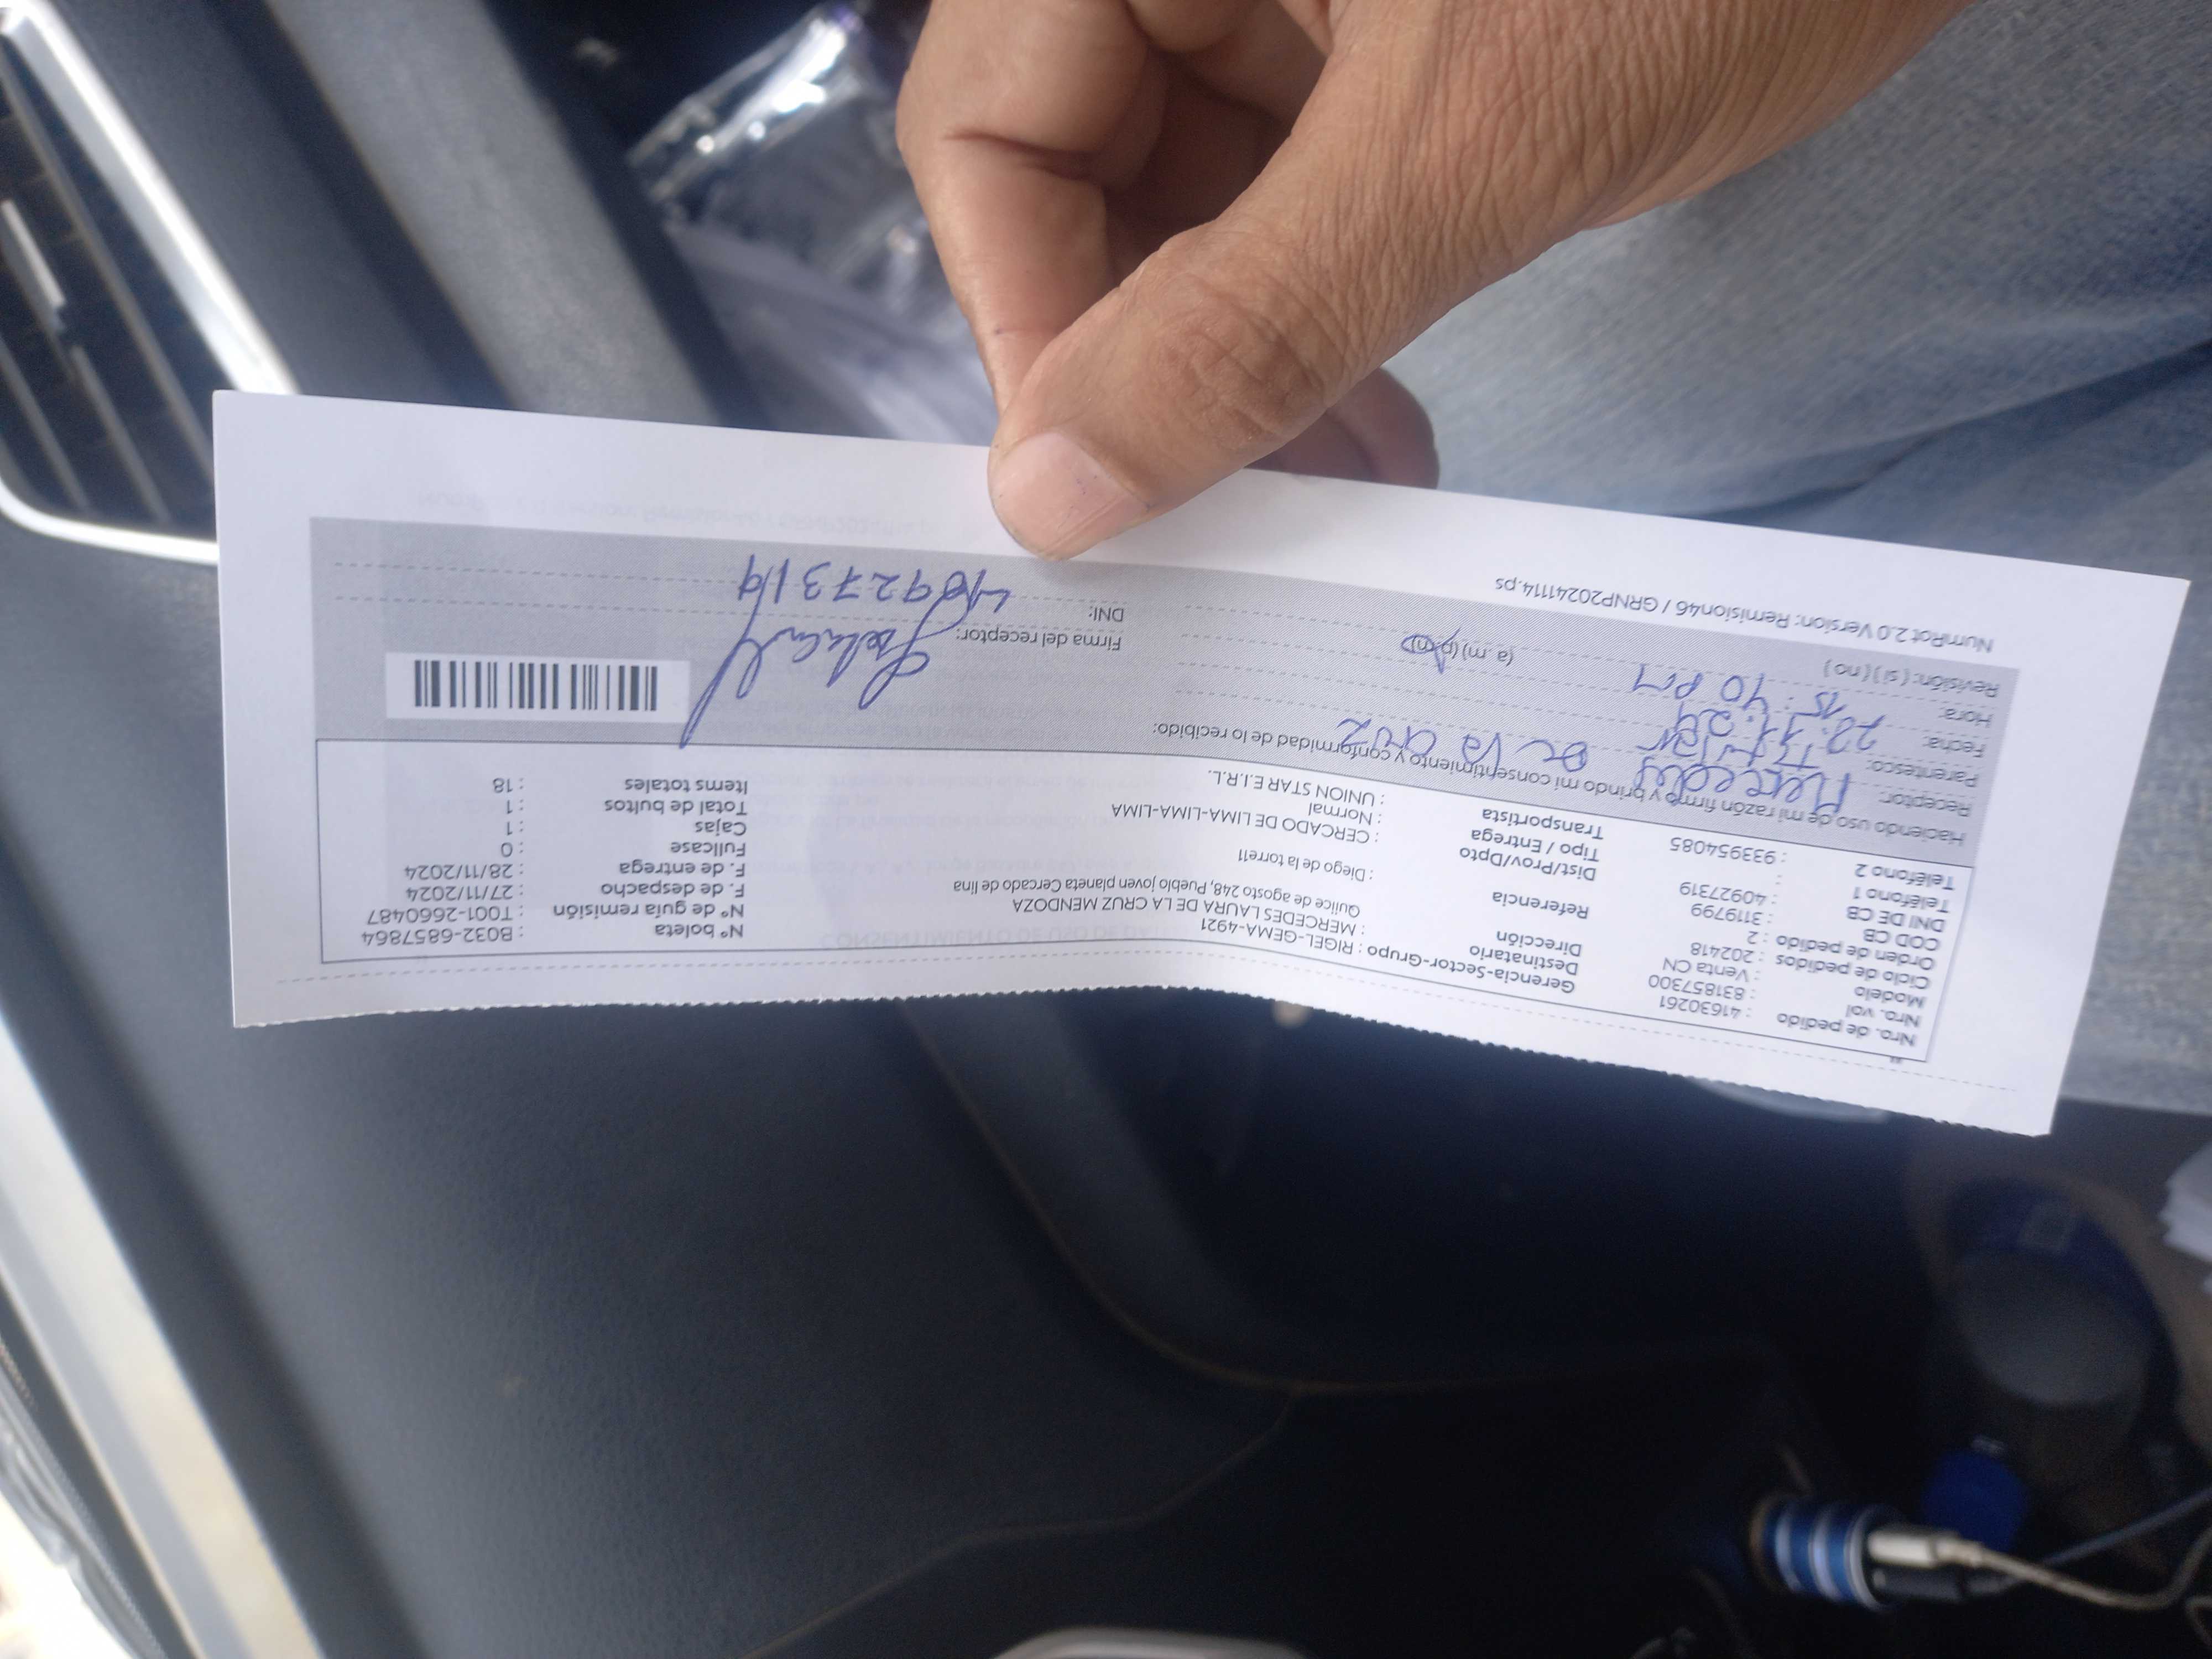 Nro. de pedido : 41630261
Nro. vol : 831857300
Modelo : Venta CN
Ciclo de pedidos : 202418
Orden de pedido : 2
COD CB : 3119799
DNI DE CB : 40927319
Teléfono 1 :
Teléfono 2 : 933954085
Gerencia-Sector-Grupo : RIGEL-GEMA-4921
Destinatario : MERCEDES LAURA DE LA CRUZ MENDOZA
Dirección Quilce de agosto 248, Pueblo joven planeta Cercado de lina
Referencia : Diego de la torre11
Dist/Prov/Dpto : CERCADO DE LIMA-LIMA-LIMA
Tipo / Entrega : Normal
Transportista : UNION STAR E.I.R.L.
Nº boleta : B032-6857864
Nº de guía remisión : T001-2660487
F. de despacho : 27/11/2024
F. de entrega : 28/11/2024
Fullcase : 0
Cajas : 1
Total de bultos : 1
Items totales : 18
Haciendo uso de mi razón firmo y brindo mi consentimiento y conformidad de lo recibido:
Receptor: Mercedes De la Cruz
Parentesco: Titular
Fecha:
Hora: 15:40 PM (a.m) (p.m)
Revisión: ( si ) ( no )
Firma del receptor:
DNI: 40927319
NumRot 2.0 Version: Remision46 / GRNP20241114.ps